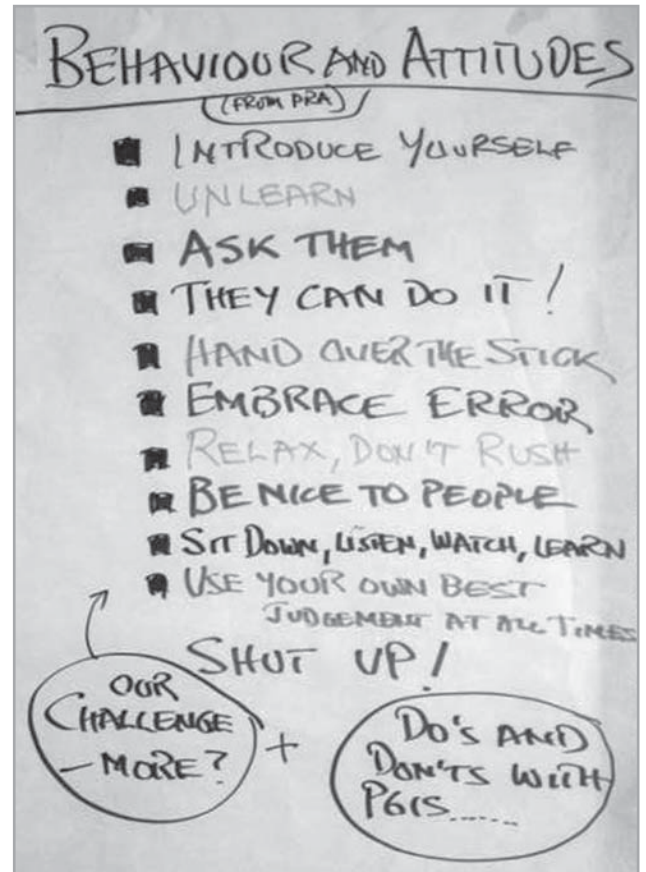 BEHAVIOUR AND ATTITUDES
(FROM PRA)
INTRODUCE YOURSELF
UNLEARN
ASK THEM
THEY CAN DO IT!
HAND OVER THE STICK
EMBRACE ERROR
RELAX, DON'T RUSH
BE NICE TO PEOPLE
SIT DOWN, LISTEN, WATCH, LEARN
USE YOUR OWN BEST
JUDGEMENT AT ALL TIMES
SHUT UP!
OUR
CHALLENGE
- MORE?
+
DO'S AND
DON'TS WITH
PGIS......